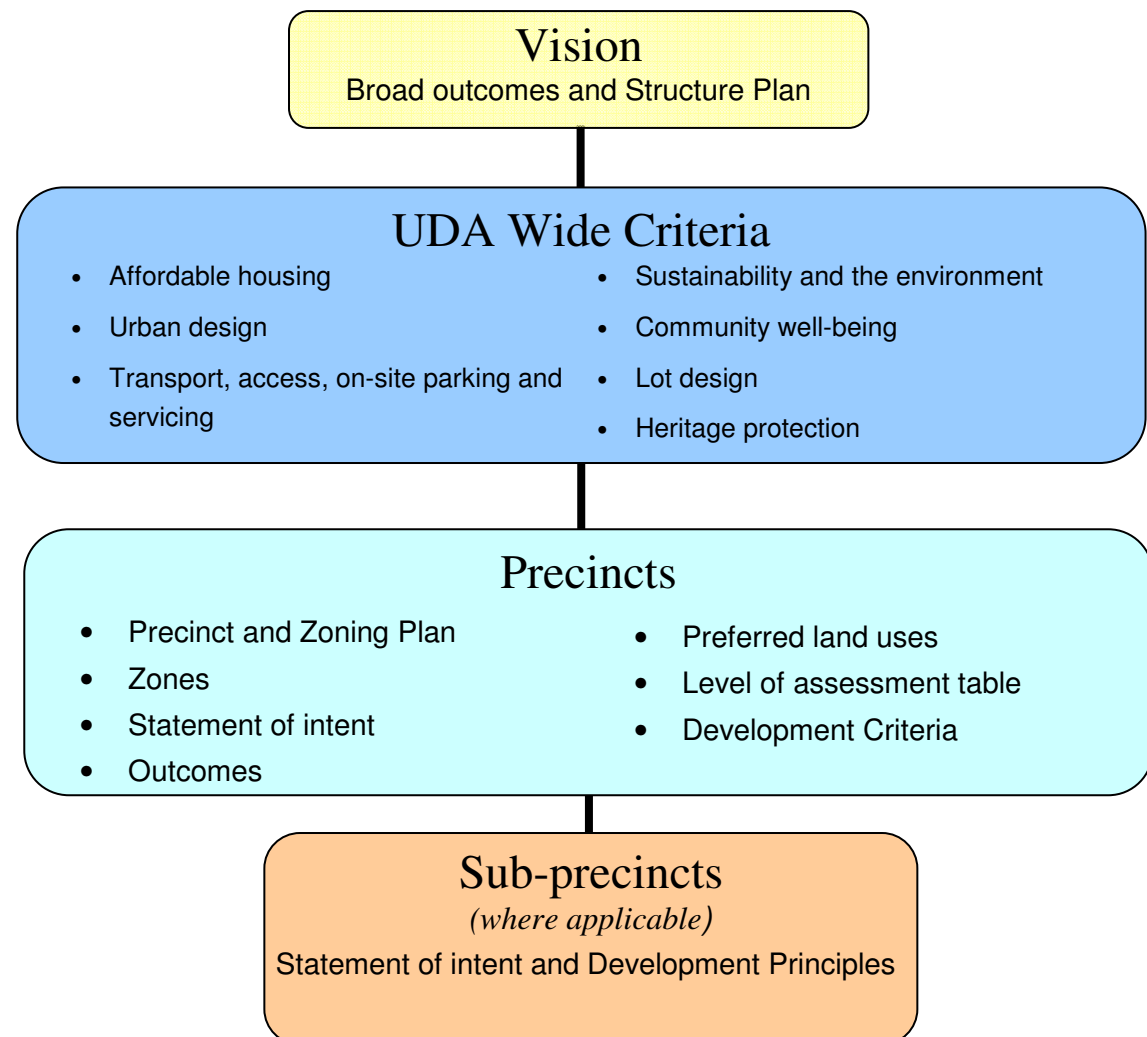 Vision
Broad outcomes and Structure Plan
UDA Wide Criteria
• Affordable housing
• Urban design
• Transport, access, on-site parking and
servicing
• Sustainability and the environment
• Community well-being
• Lot design
• Heritage protection
Precincts
• Precinct and Zoning Plan
• Zones
• Statement of intent
• Outcomes
• Preferred land uses
• Level of assessment table
• Development Criteria
Sub-precincts
(where applicable)
Statement of intent and Development Principles